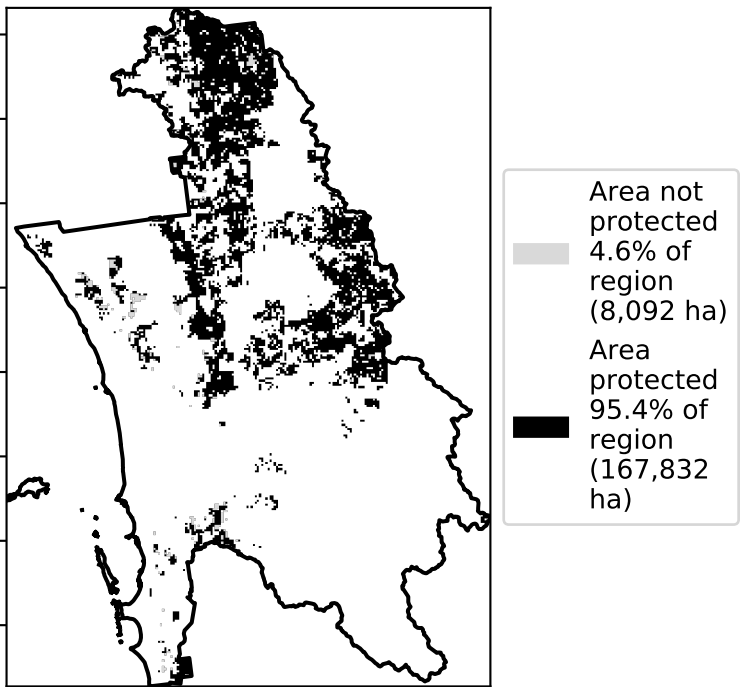 Area not
protected
4.6% of
region
(8,092 ha)
Area
protected
95.4% of
region
(167,832
ha)